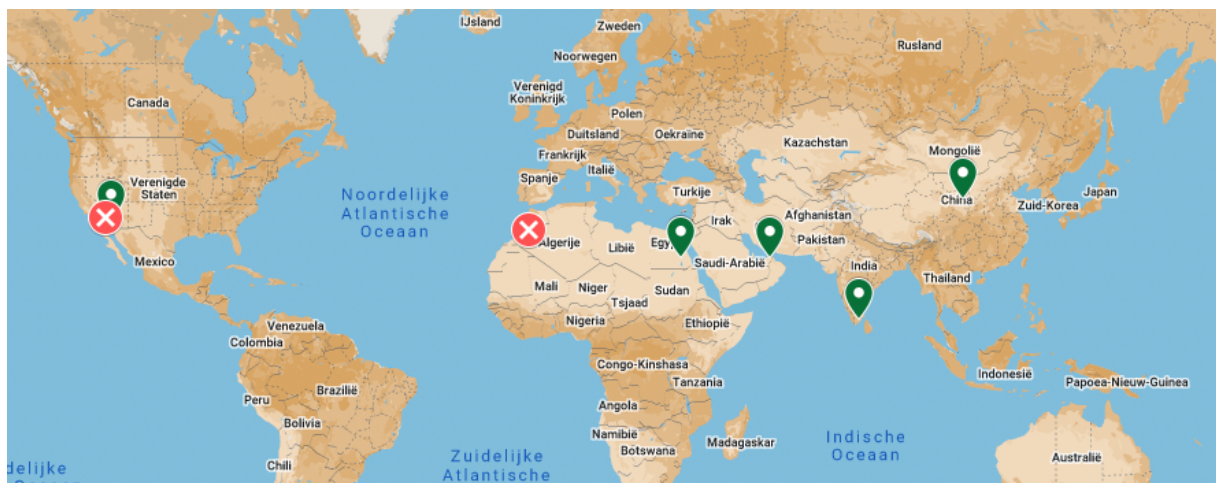 IJsland
Zweden
Rusland
Noorwegen
Verenigd
Koninkrijk
Canada
Polen
Duitsland
Oekraïne
Kazachstan
Mongolië
Frankrijk
Italië
Verenigde
Staten
Spanje
Turkije
Japan
Noordelijke
Atlantische
Oceaan
China
Zuid-Korea
Irak
Afghanistan
Algerije
Libië
Pakistan
Mexico
Saudi-Arabië
India
Thailand
Mali
Niger
Sudan
Tsjaad
Nigeria
Ethiopië
Venezuela
Colombia
Congo-Kinshasa
Indonesië
Tanzania
Papoea-Nieuw-Guinea
Brazilië
Peru
Angola
Bolivia
Namibië
Madagaskar
Indische
Oceaan
Botswana
Zuidelijke
Atlantische
Australië
Chili